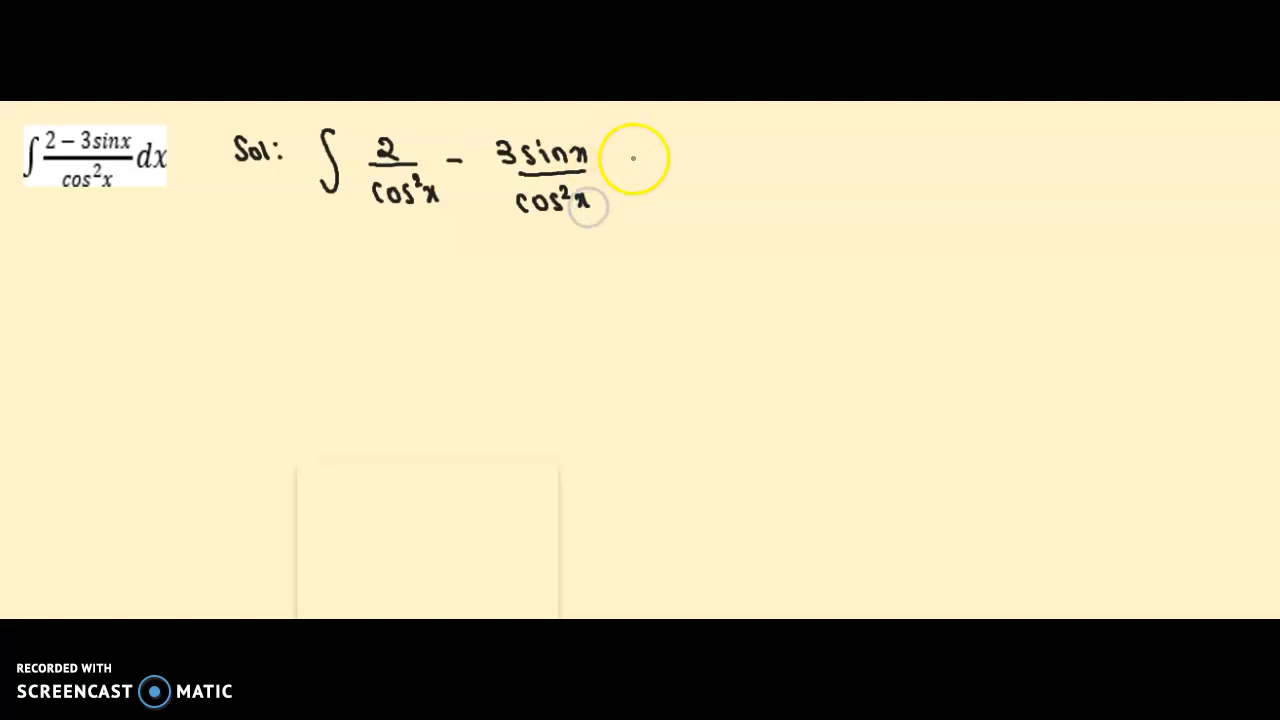 ∫ (2 − 3sinx)/(cos²x) dx
Sol: ∫ 2/(cos²x) − (3sinx)/(cos²x)
RECORDED WITH
SCREENCAST MATIC